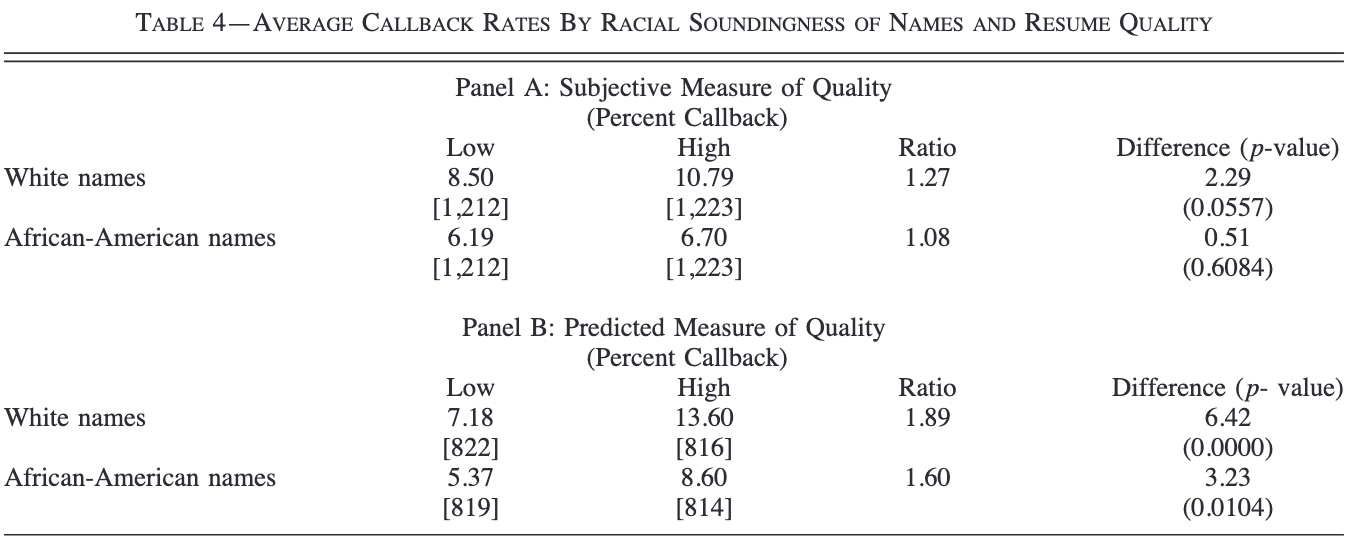 TABLE 4—AVERAGE CALLBACK RATES BY RACIAL SOUNDINGNESS OF NAMES AND RESUME QUALITY
Panel A: Subjective Measure of Quality
(Percent Callback)
Low High Ratio Difference (p-value)
White names 8.50 10.79 1.27 2.29
[1,212] [1,223] (0.0557)
African-American names 6.19 6.70 1.08 0.51
[1,212] [1,223] (0.6084)
Panel B: Predicted Measure of Quality
(Percent Callback)
Low High Ratio Difference (p- value)
White names 7.18 13.60 1.89 6.42
[822] [816] (0.0000)
African-American names 5.37 8.60 1.60 3.23
[819] [814] (0.0104)